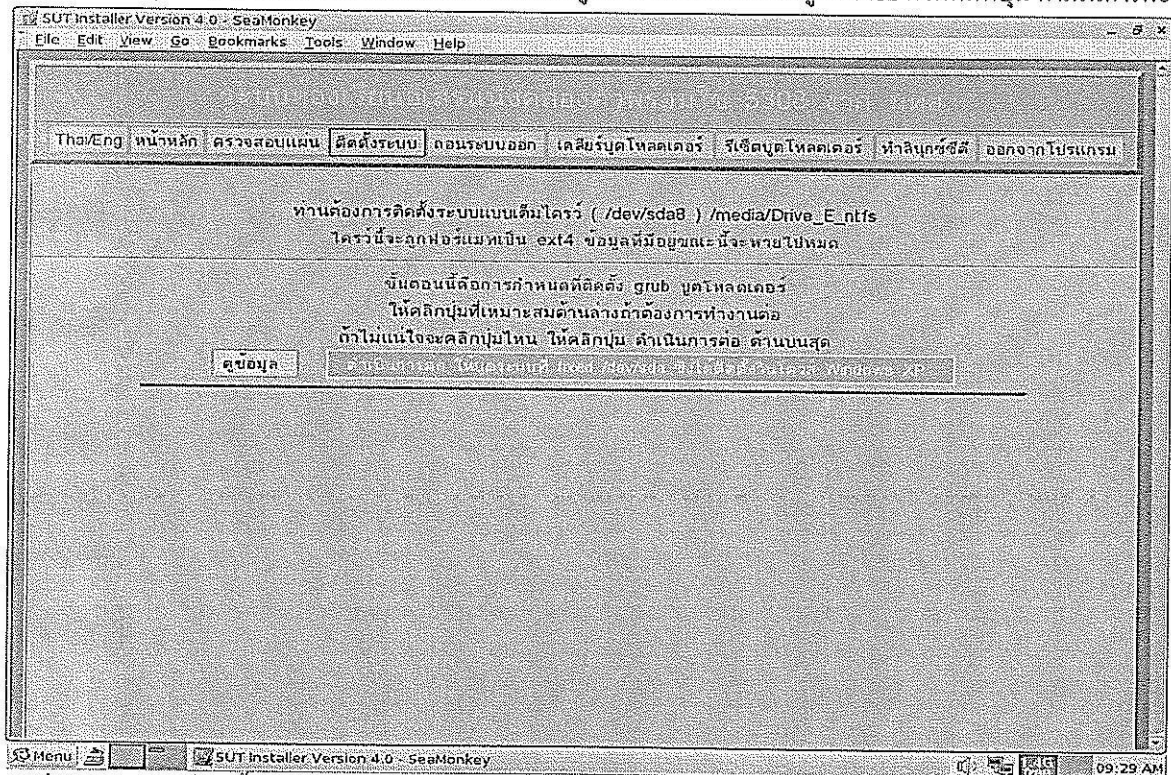 SUT Installer Version 4.0 - SeaMonkey
File Edit View Go Bookmarks Tools Window Help
Thai/Eng หน้าหลัก ตรวจสอบแผ่น ติดตั้งระบบ ถอนระบบออก เคลียร์บูตโหลดเดอร์ รีเซ็ตบูตโหลดเดอร์ ทำลินุกซ์ซีดี ออกจากโปรแกรม
ท่านต้องการติดตั้งระบบแบบเต็มไดรว์ ( /dev/sda8 ) /media/Drive_E_ntfs
ไดรว์นี้จะถูกฟอร์แมทเป็น ext4 ข้อมูลที่มีอยู่ขณะนี้จะหายไปหมด
ขั้นตอนนี้คือการกำหนดที่ติดตั้ง grub บูตโหลดเดอร์
ให้คลิกปุ่มที่เหมาะสมด้านล่างถ้าต้องการทำงานต่อ
ถ้าไม่แน่ใจจะคลิกปุ่มไหน ให้คลิกปุ่ม ดำเนินการต่อ ด้านบนสุด
ดูข้อมูล
Menu SUT Installer Version 4.0 - SeaMonkey 09:29 AM